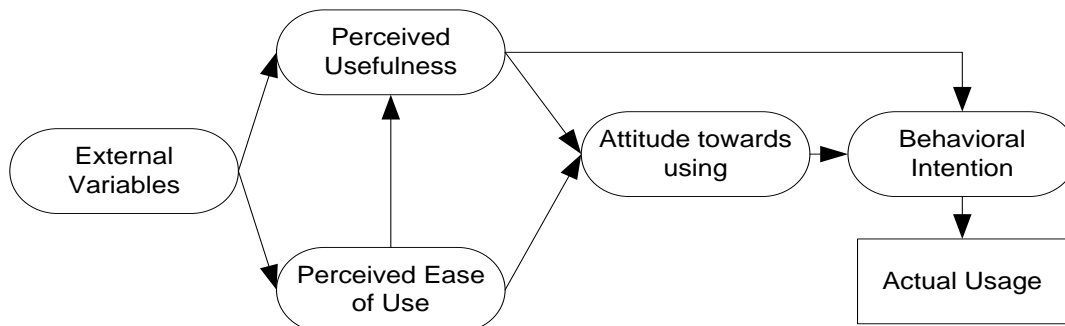 Perceived
Usefulness
External
Variables
Attitude towards
using
Behavioral
Intention
Perceived Ease
of Use
Actual Usage